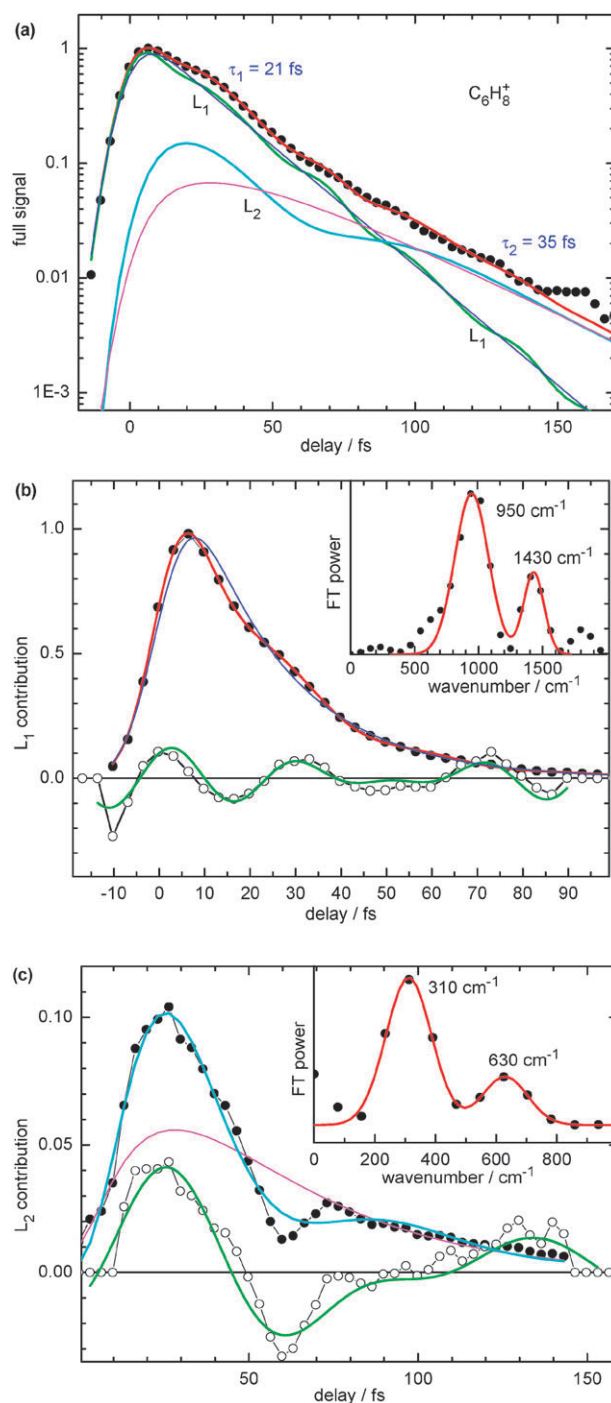 (a)
1
0.1
0.01
1E-3
full signal
τ₁ = 21 fs
C₆H₈⁺
L₁
L₂
τ₂ = 35 fs
L₁
0 50 100 150
delay / fs
(b)
1.0
0.5
0.0
L₁ contribution
FT power
950 cm⁻¹
1430 cm⁻¹
0 500 1000 1500
wavenumber / cm⁻¹
-10 0 10 20 30 40 50 60 70 80 90
delay / fs
(c)
0.10
0.05
0.00
L₂ contribution
FT power
310 cm⁻¹
630 cm⁻¹
0 200 400 600 800
wavenumber / cm⁻¹
50 100 150
delay / fs